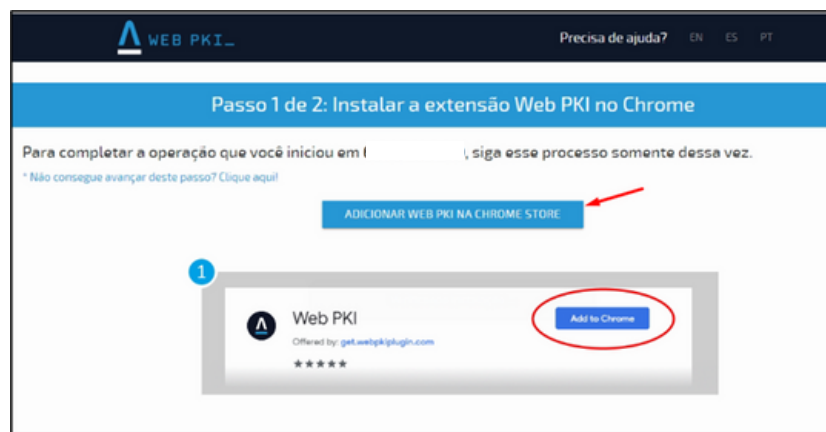 WEB PKI_
Precisa de ajuda? EN ES PT
Passo 1 de 2: Instalar a extensão Web PKI no Chrome
Para completar a operação que você iniciou em , siga esse processo somente dessa vez.
* Não consegue avançar deste passo? Clique aqui!
ADICIONAR WEB PKI NA CHROME STORE
1
Web PKI
Add to Chrome
Offered by: get.webpkiplugin.com
★★★★★